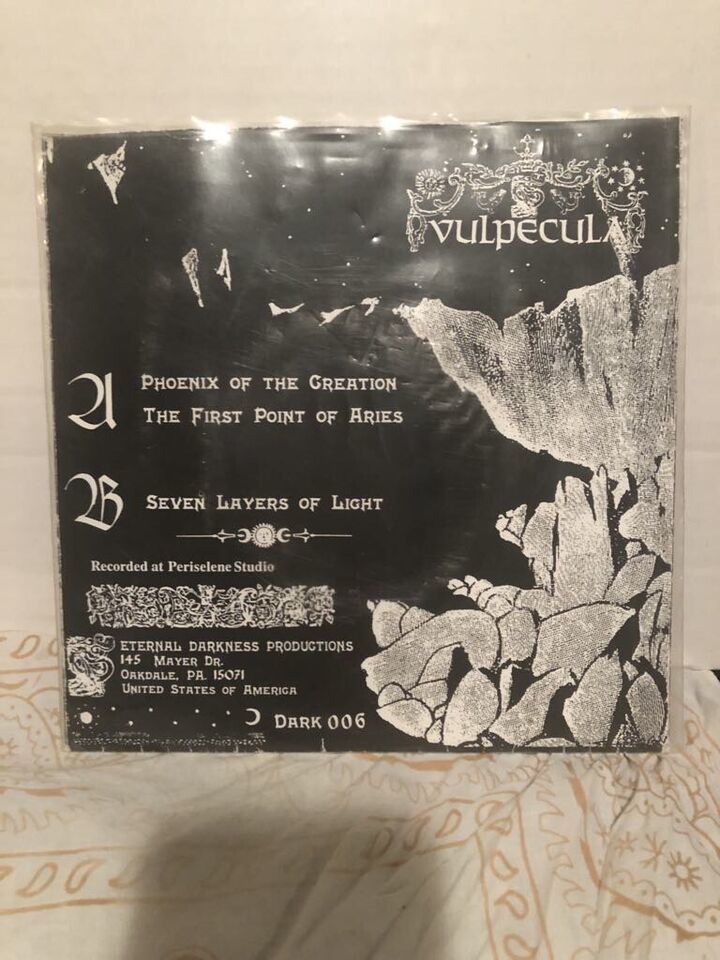 VULPECULA
A
PHOENIX OF THE CREATION
THE FIRST POINT OF ARIES
B
SEVEN LAYERS OF LIGHT
Recorded at Periselene Studio
ETERNAL DARKNESS PRODUCTIONS
145 MAYER DR.
OAKDALE, PA 15071
UNITED STATES OF AMERICA
DARK 006